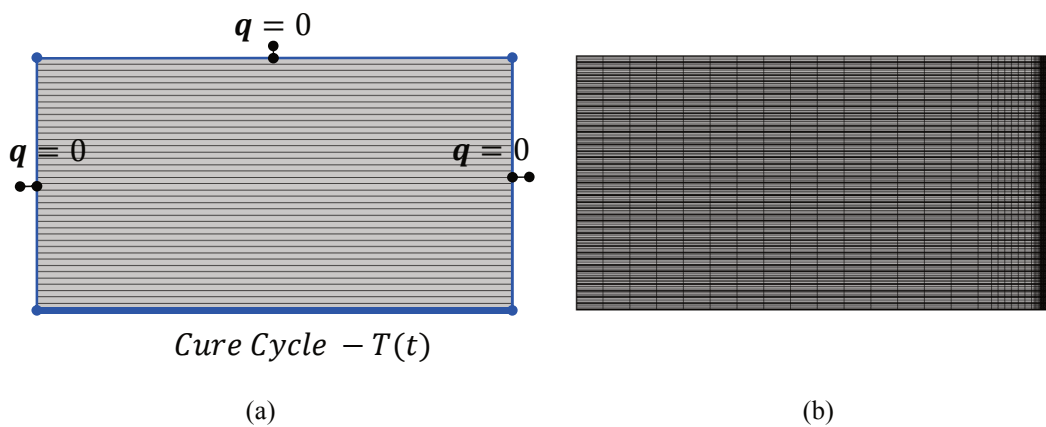 q = 0
q = 0
q = 0
Cure Cycle − T(t)
(a)
(b)